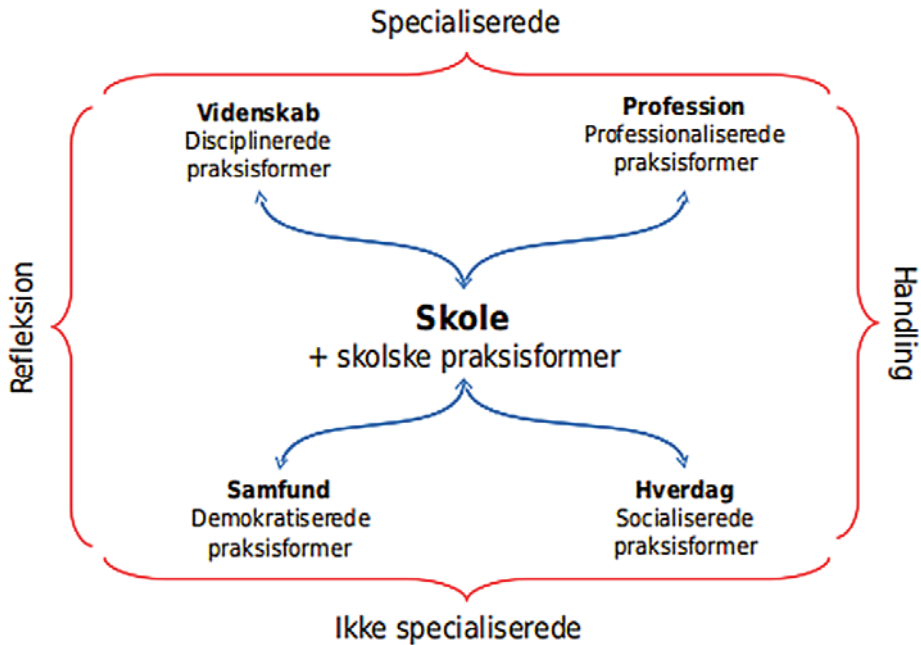 Specialiserede
Videnskab
Disciplinerede
praksisformer
Profession
Professionaliserede
praksisformer
Refleksion
Handling
Skole
+ skolske praksisformer
Samfund
Demokratiserede
praksisformer
Hverdag
Socialiserede
praksisformer
Ikke specialiserede